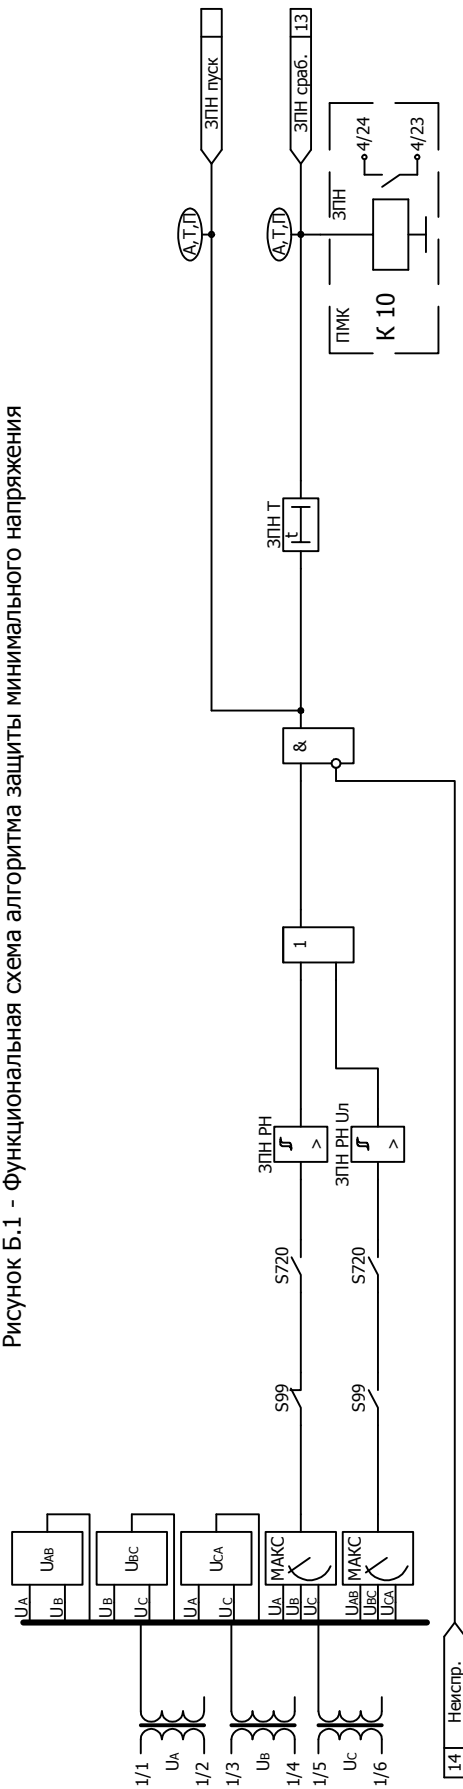 Рисунок Б.1 - Функциональная схема алгоритма защиты минимального напряжения
1/1
UA
1/2
1/3
UB
1/4
1/5
UC
1/6
14 Неиспр.
UA
UB
UAB
UB
UC
UBC
UA
UC
UCA
UA
UB
UC
МАКС
UAB
UBC
UCA
МАКС
S99
S99
S720
S720
ЗПН РН
>
ЗПН РН Uл
>
1
&
ЗПН Т
t
А,Т,П
А,Т,П
ЗПН пуск
ЗПН сраб. 13
ПМК
ЗПН
К 10
4/24
4/23